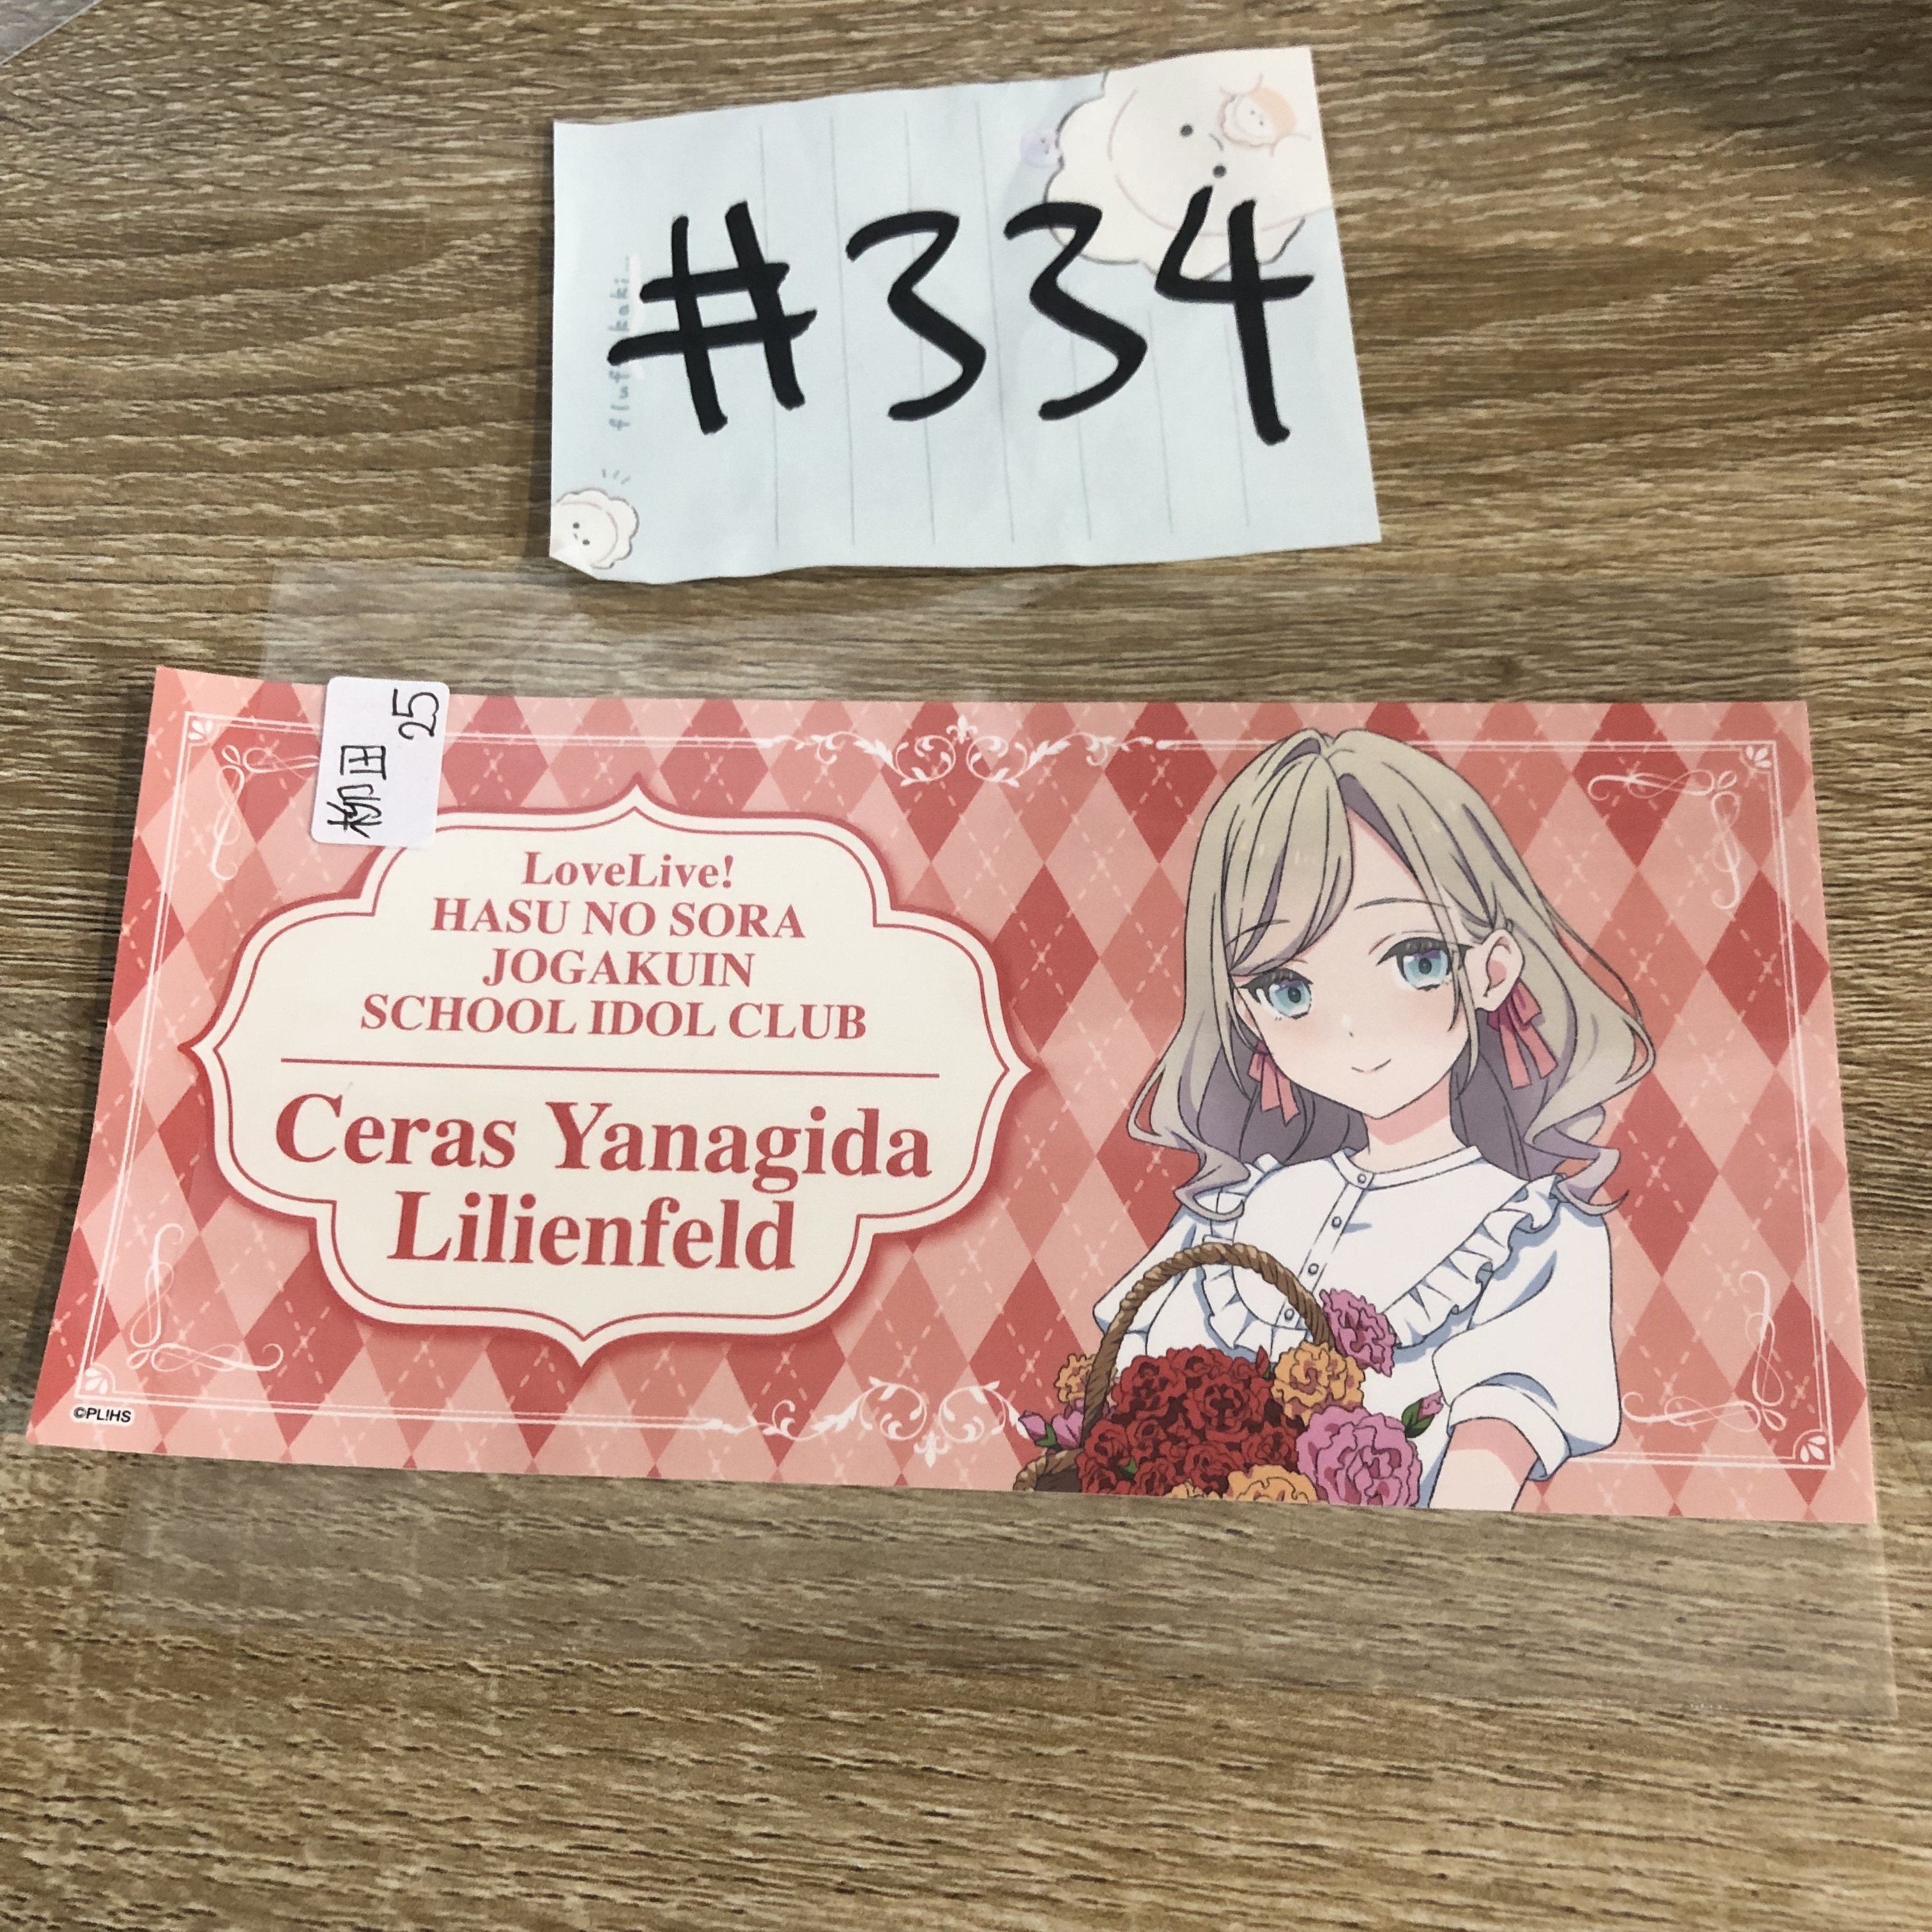 #334
柳田
25
LoveLive!
HASU NO SORA
JOGAKUIN
SCHOOL IDOL CLUB
Ceras Yanagida
Lilienfeld
©PL!HS